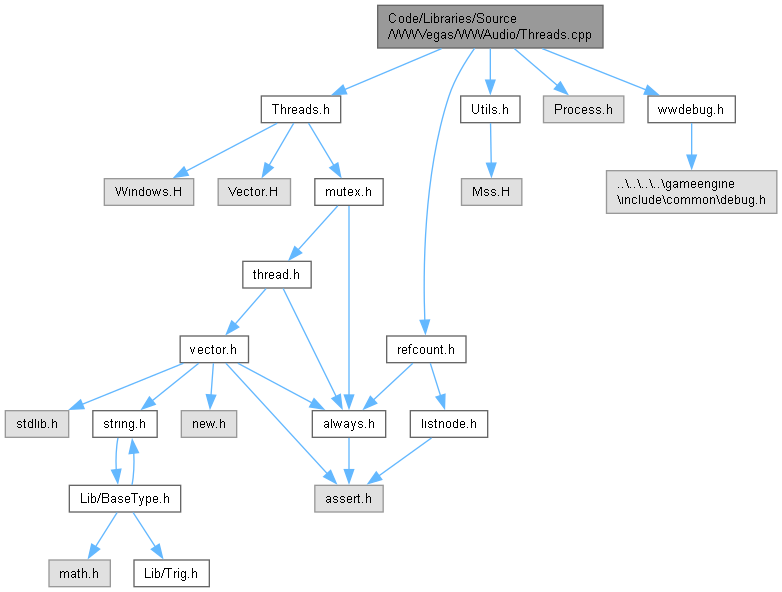 Code/Libraries/Source
/WWVegas/WWAudio/Threads.cpp
Threads.h
Utils.h
Process.h
wwdebug.h
Windows.H
Vector.H
mutex.h
Mss.H
..\..\..\..\gameengine
\include\common\debug.h
thread.h
vector.h
refcount.h
stdlib.h
string.h
new.h
always.h
listnode.h
Lib/BaseType.h
assert.h
math.h
Lib/Trig.h